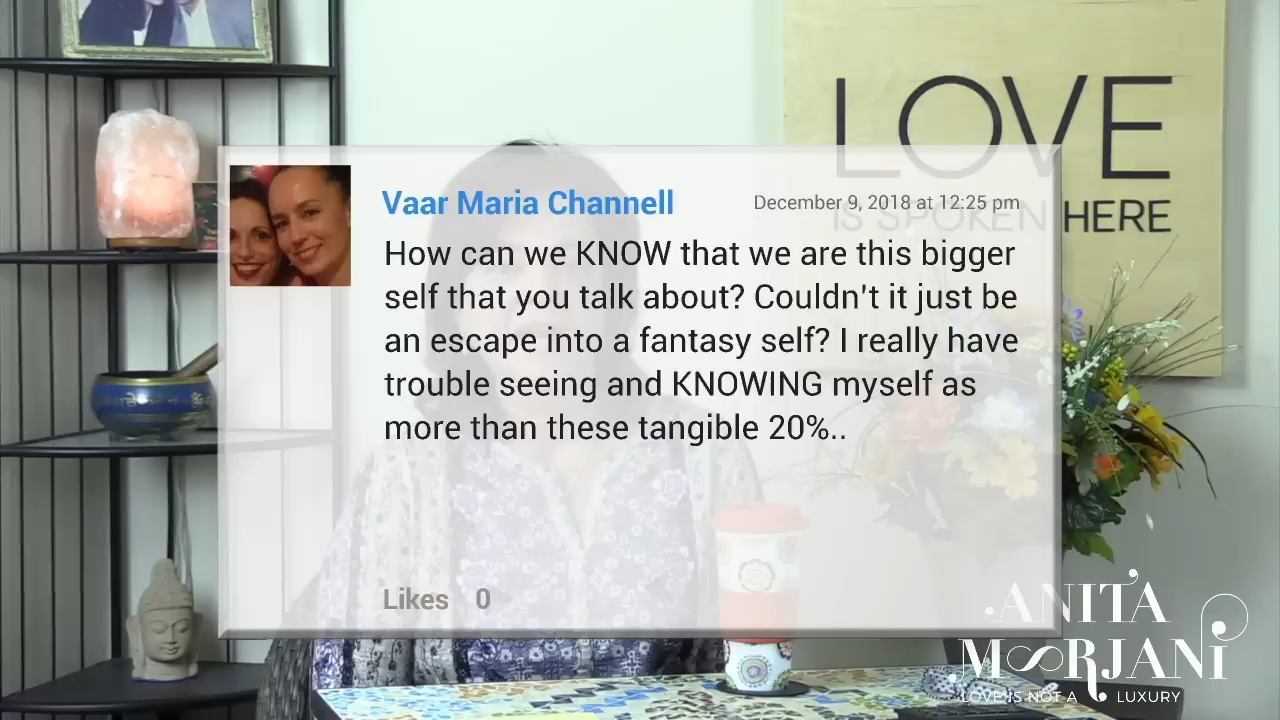 LOVE
IS SPOKEN HERE
Vaar Maria Channell
December 9, 2018 at 12:25 pm
How can we KNOW that we are this bigger
self that you talk about? Couldn't it just be
an escape into a fantasy self? I really have
trouble seeing and KNOWING myself as
more than these tangible 20%..
Likes 0
ANITA
MOORJANI
LOVE IS NOT A LUXURY